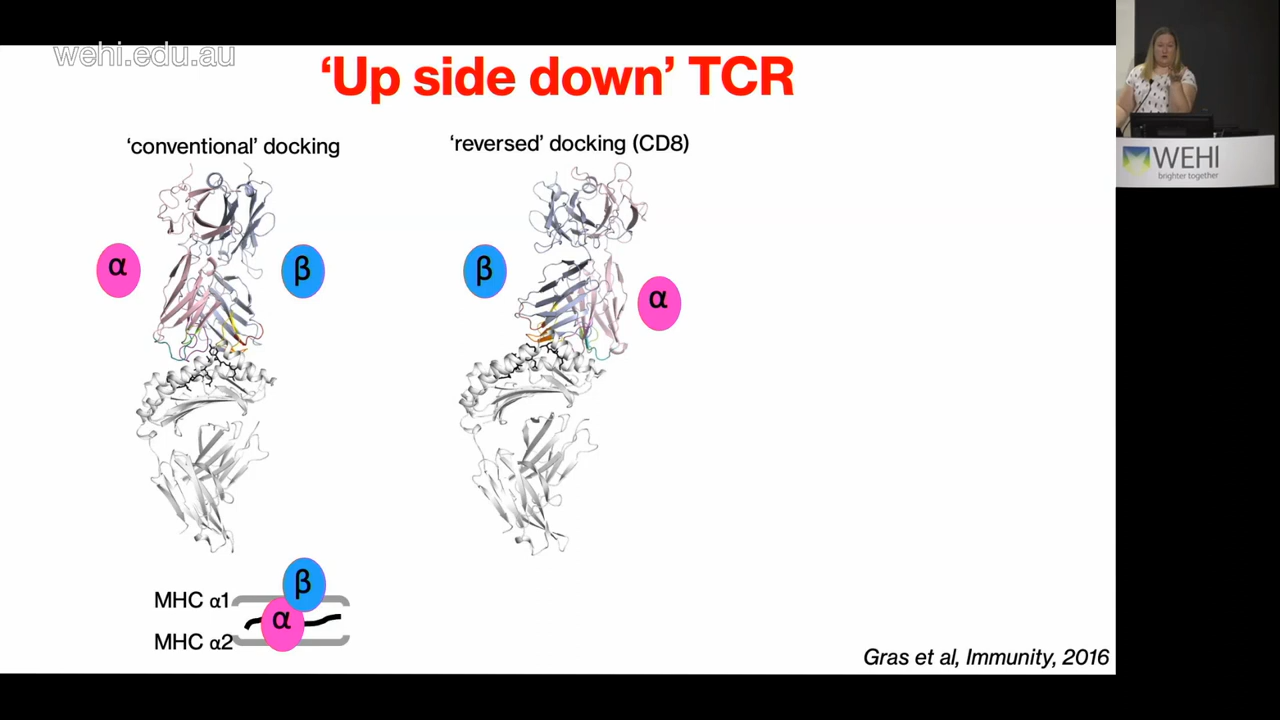 wehi.edu.au
‘Up side down’ TCR
‘conventional’ docking
‘reversed’ docking (CD8)
α
β
β
α
β
MHC α1
α
MHC α2
Gras et al, Immunity, 2016
WEHI
brighter together